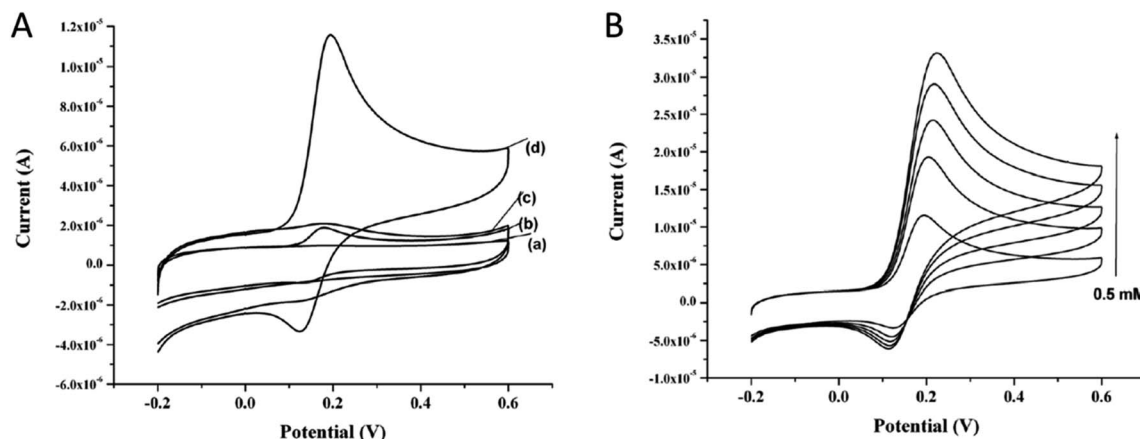 A
1.2x10⁻⁵
1.0x10⁻⁵
8.0x10⁻⁶
6.0x10⁻⁶
4.0x10⁻⁶
2.0x10⁻⁶
0.0
-2.0x10⁻⁶
-4.0x10⁻⁶
-6.0x10⁻⁶
Current (A)
-0.2
0.0
0.2
0.4
0.6
Potential (V)
(d)
(c)
(b)
(a)
B
3.5x10⁻⁵
3.0x10⁻⁵
2.5x10⁻⁵
2.0x10⁻⁵
1.5x10⁻⁵
1.0x10⁻⁵
5.0x10⁻⁶
0.0
-5.0x10⁻⁶
-1.0x10⁻⁵
Current (A)
-0.2
0.0
0.2
0.4
0.6
Potential (V)
0.5 mM